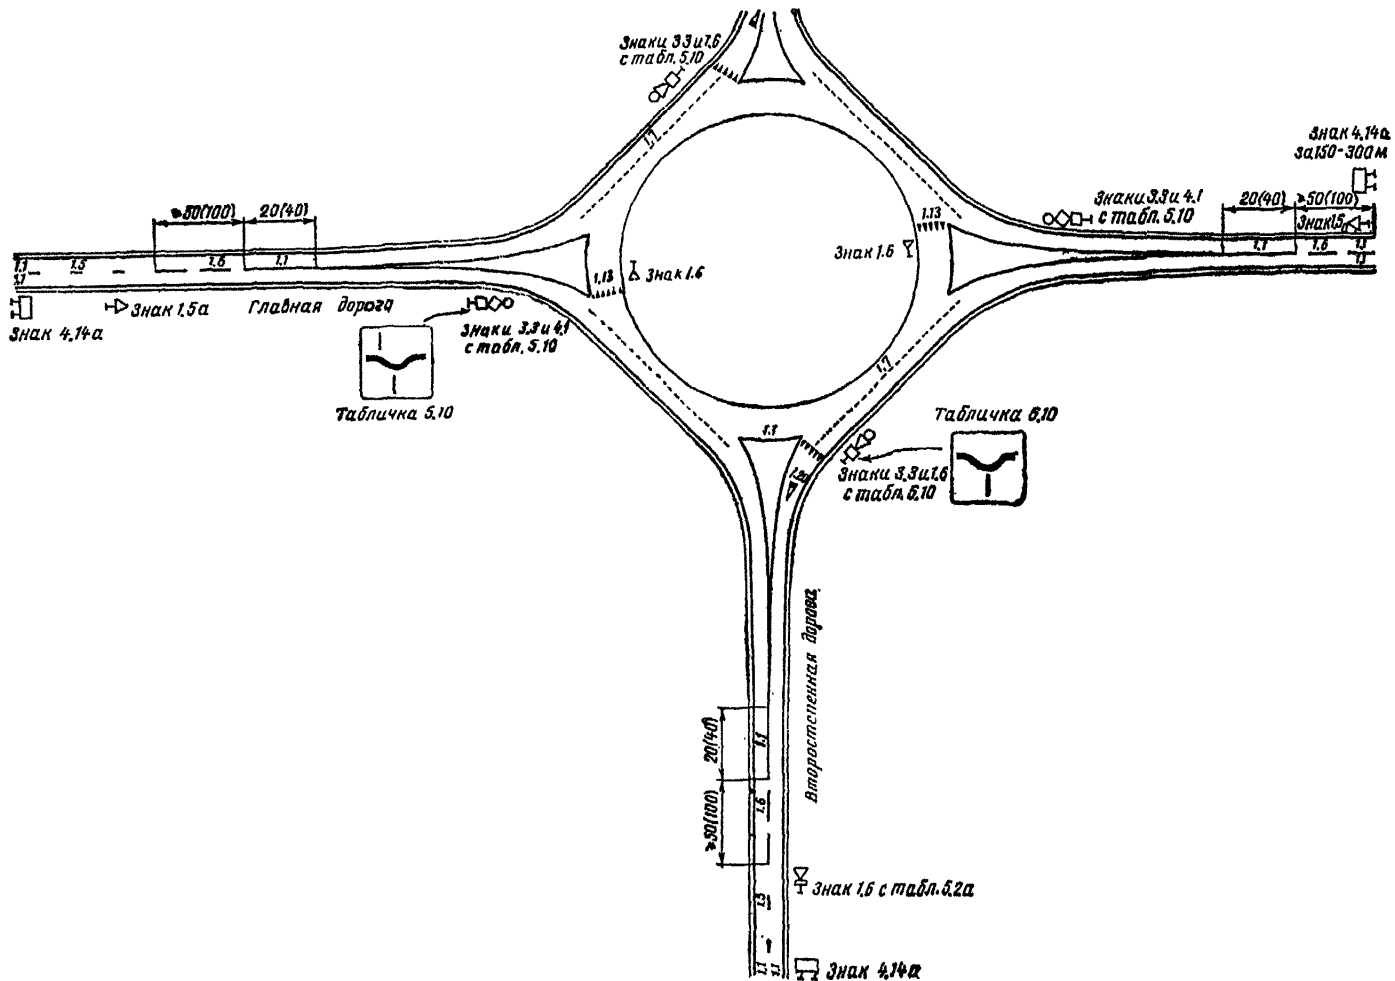 Знаки 3.3 и 1.6
с табл. 5.10
1.7
Знак 4.14а
за 150-300 м
≥50(100)
20(40)
Знаки 3.3 и 4.1
с табл. 5.10
20(40)
≥50(100)
1.13
Знак 1.5
1.1
1.6
1.1
1.1
Знак 1.6
1.1
1.5
1.6
1.1
1.1
1.13
Знак 1.6
Знак 1.5а
Главная дорога
Знак 4.14а
Знаки 3.3 и 4.1
с табл. 5.10
1.7
Табличка 5.10
Табличка 6.10
1.1
1.20
Знаки 3.3 и 1.6
с табл. 6.10
Второстепенная дорога
20(40)
1.1
≥50(100)
1.6
Знак 1.6 с табл. 5.2а
1.5
1.1
1.1
Знак 4.14а